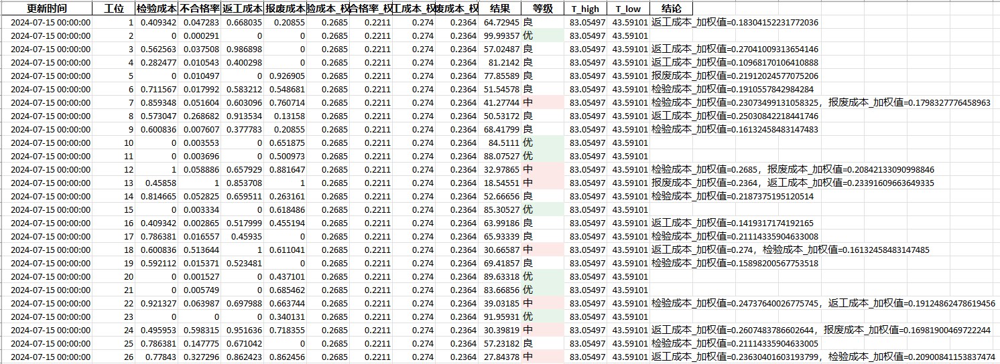 更新时间 工位 检验成本 不合格率 返工成本 报废成本 验成本_权 合格率_权 工成本_权 废成本_权 结果 等级 T_high T_low 结论
2024-07-15 00:00:00 1 0.409342 0.047283 0.668035 0.20855 0.2685 0.2211 0.274 0.2364 64.72945 良 83.05497 43.59101 返工成本_加权值=0.18304152231772036
2024-07-15 00:00:00 2 0 0.000291 0 0 0.2685 0.2211 0.274 0.2364 99.99357 优 83.05497 43.59101
2024-07-15 00:00:00 3 0.562563 0.037508 0.986898 0 0.2685 0.2211 0.274 0.2364 57.02487 良 83.05497 43.59101 返工成本_加权值=0.27041009313654146
2024-07-15 00:00:00 4 0.282477 0.010543 0.400298 0 0.2685 0.2211 0.274 0.2364 81.2142 良 83.05497 43.59101 返工成本_加权值=0.10968170106410888
2024-07-15 00:00:00 5 0 0.010497 0 0.926905 0.2685 0.2211 0.274 0.2364 77.85589 良 83.05497 43.59101 报废成本_加权值=0.21912024577075206
2024-07-15 00:00:00 6 0.711567 0.017992 0.583212 0.548681 0.2685 0.2211 0.274 0.2364 51.54578 良 83.05497 43.59101 检验成本_加权值=0.1910557842984284
2024-07-15 00:00:00 7 0.859348 0.051604 0.603096 0.760714 0.2685 0.2211 0.274 0.2364 41.27744 中 83.05497 43.59101 检验成本_加权值=0.23073499131058325，报废成本_加权值=0.1798327776458963
2024-07-15 00:00:00 8 0.573047 0.268682 0.913534 0.13158 0.2685 0.2211 0.274 0.2364 50.53172 良 83.05497 43.59101 返工成本_加权值=0.25030842218441746
2024-07-15 00:00:00 9 0.600836 0.007607 0.377783 0.20855 0.2685 0.2211 0.274 0.2364 68.41799 良 83.05497 43.59101 检验成本_加权值=0.16132458483147483
2024-07-15 00:00:00 10 0 0.003553 0 0.651875 0.2685 0.2211 0.274 0.2364 84.5111 优 83.05497 43.59101
2024-07-15 00:00:00 11 0 0.003696 0 0.500973 0.2685 0.2211 0.274 0.2364 88.07527 优 83.05497 43.59101
2024-07-15 00:00:00 12 1 0.058886 0.657929 0.881647 0.2685 0.2211 0.274 0.2364 32.97865 中 83.05497 43.59101 检验成本_加权值=0.2685，报废成本_加权值=0.20842133090998846
2024-07-15 00:00:00 13 0.45858 1 0.853708 1 0.2685 0.2211 0.274 0.2364 18.54551 中 83.05497 43.59101 报废成本_加权值=0.2364，返工成本_加权值=0.23391609663649335
2024-07-15 00:00:00 14 0.814665 0.052825 0.659511 0.263161 0.2685 0.2211 0.274 0.2364 52.66656 良 83.05497 43.59101 检验成本_加权值=0.2187375195120514
2024-07-15 00:00:00 15 0 0.003334 0 0.618486 0.2685 0.2211 0.274 0.2364 85.30527 优 83.05497 43.59101
2024-07-15 00:00:00 16 0.409342 0.002865 0.517999 0.455194 0.2685 0.2211 0.274 0.2364 63.99186 良 83.05497 43.59101 返工成本_加权值=0.1419317174192165
2024-07-15 00:00:00 17 0.786381 0.016557 0.45935 0 0.2685 0.2211 0.274 0.2364 65.93339 良 83.05497 43.59101 检验成本_加权值=0.21114335904633008
2024-07-15 00:00:00 18 0.600836 0.513644 1 0.611041 0.2685 0.2211 0.274 0.2364 30.66587 中 83.05497 43.59101 返工成本_加权值=0.274，检验成本_加权值=0.16132458483147485
2024-07-15 00:00:00 19 0.592112 0.015371 0.523481 0 0.2685 0.2211 0.274 0.2364 69.41857 良 83.05497 43.59101 检验成本_加权值=0.15898200567753518
2024-07-15 00:00:00 20 0 0.001527 0 0.437101 0.2685 0.2211 0.274 0.2364 89.63318 优 83.05497 43.59101
2024-07-15 00:00:00 21 0 0.005749 0 0.685462 0.2685 0.2211 0.274 0.2364 83.66856 优 83.05497 43.59101
2024-07-15 00:00:00 22 0.921327 0.063987 0.697988 0.663744 0.2685 0.2211 0.274 0.2364 39.03185 中 83.05497 43.59101 检验成本_加权值=0.24737640026775745，返工成本_加权值=0.19124862478619456
2024-07-15 00:00:00 23 0 0 0 0.340131 0.2685 0.2211 0.274 0.2364 91.95931 优 83.05497 43.59101
2024-07-15 00:00:00 24 0.495953 0.598315 0.951636 0.718355 0.2685 0.2211 0.274 0.2364 30.39819 中 83.05497 43.59101 返工成本_加权值=0.2607483786602644，报废成本_加权值=0.16981900469722244
2024-07-15 00:00:00 25 0.786381 0.147775 0.671042 0 0.2685 0.2211 0.274 0.2364 57.23182 良 83.05497 43.59101 检验成本_加权值=0.21114335904633005
2024-07-15 00:00:00 26 0.77843 0.327296 0.862423 0.862456 0.2685 0.2211 0.274 0.2364 27.84378 中 83.05497 43.59101 返工成本_加权值=0.23630401603193799，检验成本_加权值=0.20900841153837474